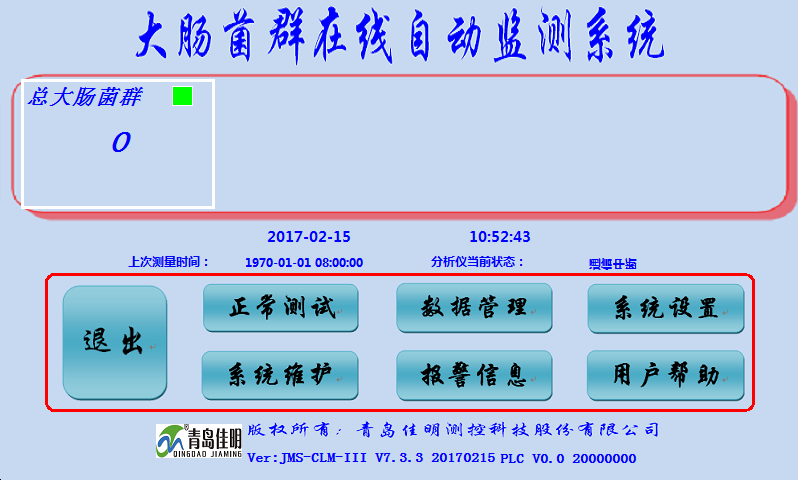 大肠菌群在线自动监测系统
总大肠菌群
0
2017-02-15 10:52:43
上次测量时间： 1970-01-01 08:00:00 分析仪当前状态：
退出
正常测试 数据管理 系统设置
系统维护 报警信息 用户帮助
青岛佳明
QINGDAO JIAMING
版权所有：青岛佳明测控科技股份有限公司
Ver:JMS-CLM-III V7.3.3 20170215 PLC V0.0 20000000